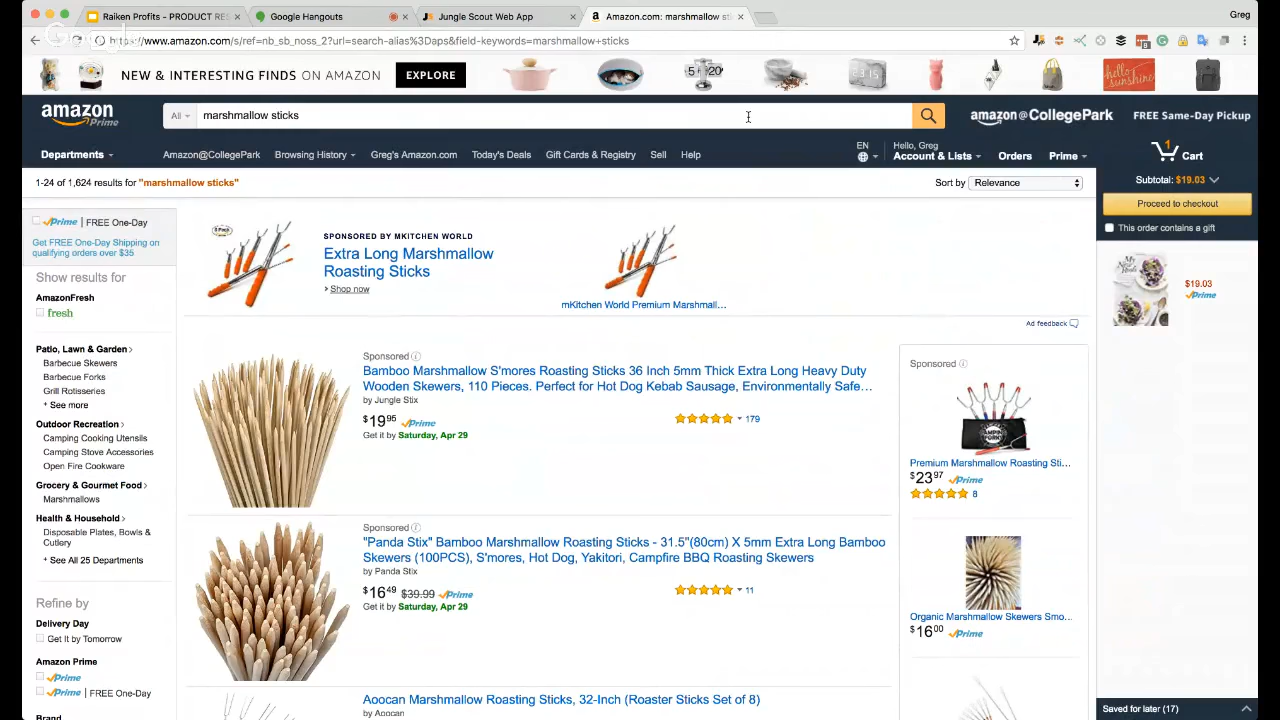 Raiken Profits - PRODUCT RES
Google Hangouts
Jungle Scout Web App
Amazon.com: marshmallow sti
Greg
Google
https://www.amazon.com/s/ref=nb_sb_noss_2?url=search-alias%3Daps&field-keywords=marshmallow+sticks
NEW & INTERESTING FINDS ON AMAZON
EXPLORE
hello sunshine
amazon Prime
All
marshmallow sticks
amazon@CollegePark
FREE Same-Day Pickup
Departments
Amazon@CollegePark
Browsing History
Greg's Amazon.com
Today's Deals
Gift Cards & Registry
Sell
Help
EN
Hello, Greg
Account & Lists
Orders
Prime
1
Cart
1-24 of 1,624 results for "marshmallow sticks"
Sort by
Relevance
Subtotal: $19.03
Proceed to checkout
This order contains a gift
$19.03
Prime
Prime | FREE One-Day
Get FREE One-Day Shipping on
qualifying orders over $35
Show results for
AmazonFresh
fresh
Patio, Lawn & Garden
Barbecue Skewers
Barbecue Forks
Grill Rotisseries
+ See more
Outdoor Recreation
Camping Cooking Utensils
Camping Stove Accessories
Open Fire Cookware
Grocery & Gourmet Food
Marshmallows
Health & Household
Disposable Plates, Bowls &
Cutlery
+ See All 25 Departments
Refine by
Delivery Day
Get It by Tomorrow
Amazon Prime
Prime
Prime | FREE One-Day
Brand
SPONSORED BY MKITCHEN WORLD
Extra Long Marshmallow
Roasting Sticks
Shop now
mKitchen World Premium Marshmall...
Ad feedback
Sponsored
Bamboo Marshmallow S'mores Roasting Sticks 36 Inch 5mm Thick Extra Long Heavy Duty
Wooden Skewers, 110 Pieces. Perfect for Hot Dog Kebab Sausage, Environmentally Safe...
by Jungle Stix
$19 95 Prime
179
Get it by Saturday, Apr 29
Sponsored
"Panda Stix" Bamboo Marshmallow Roasting Sticks - 31.5"(80cm) X 5mm Extra Long Bamboo
Skewers (100PCS), S'mores, Hot Dog, Yakitori, Campfire BBQ Roasting Skewers
by Panda Stix
$16 49 $39.99 Prime
11
Get it by Saturday, Apr 29
Aoocan Marshmallow Roasting Sticks, 32-Inch (Roaster Sticks Set of 8)
by Aoocan
Sponsored
Premium Marshmallow Roasting Sti...
$23 97 Prime
8
Organic Marshmallow Skewers Smo...
$16 00 Prime
Saved for later (17)